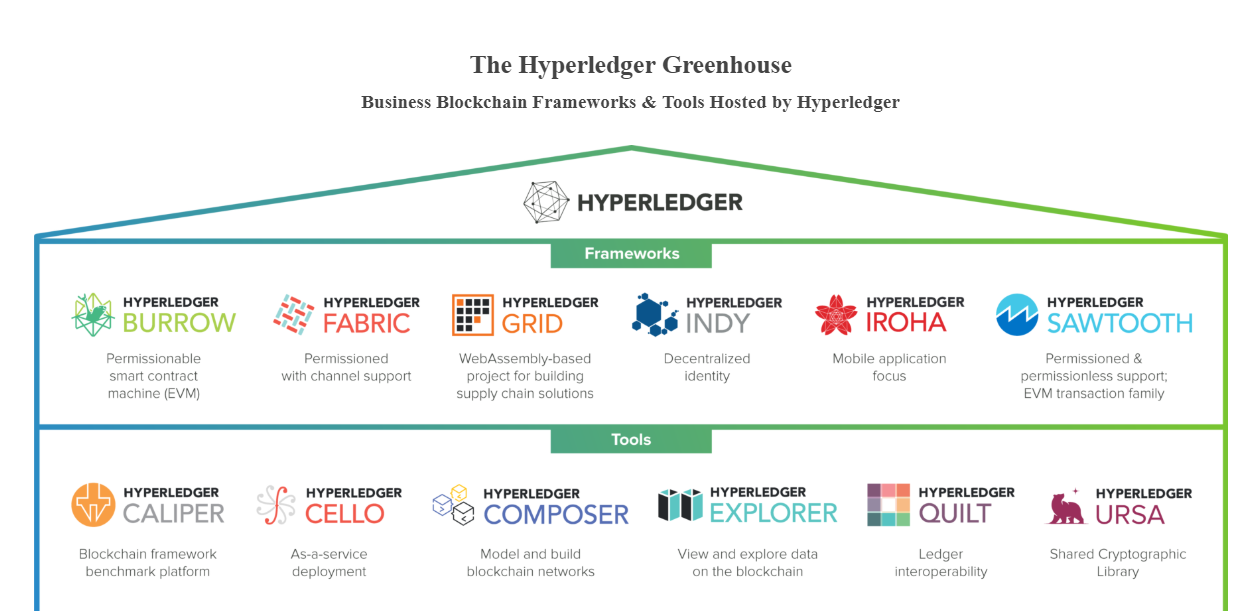 The Hyperledger Greenhouse
Business Blockchain Frameworks & Tools Hosted by Hyperledger
HYPERLEDGER
Frameworks
HYPERLEDGER
BURROW
Permissionable
smart contract
machine (EVM)
HYPERLEDGER
FABRIC
Permissioned
with channel support
HYPERLEDGER
GRID
WebAssembly-based
project for building
supply chain solutions
HYPERLEDGER
INDY
Decentralized
identity
HYPERLEDGER
IROHA
Mobile application
focus
HYPERLEDGER
SAWTOOTH
Permissioned &
permissionless support;
EVM transaction family
Tools
HYPERLEDGER
CALIPER
Blockchain framework
benchmark platform
HYPERLEDGER
CELLO
As-a-service
deployment
HYPERLEDGER
COMPOSER
Model and build
blockchain networks
HYPERLEDGER
EXPLORER
View and explore data
on the blockchain
HYPERLEDGER
QUILT
Ledger
interoperability
HYPERLEDGER
URSA
Shared Cryptographic
Library